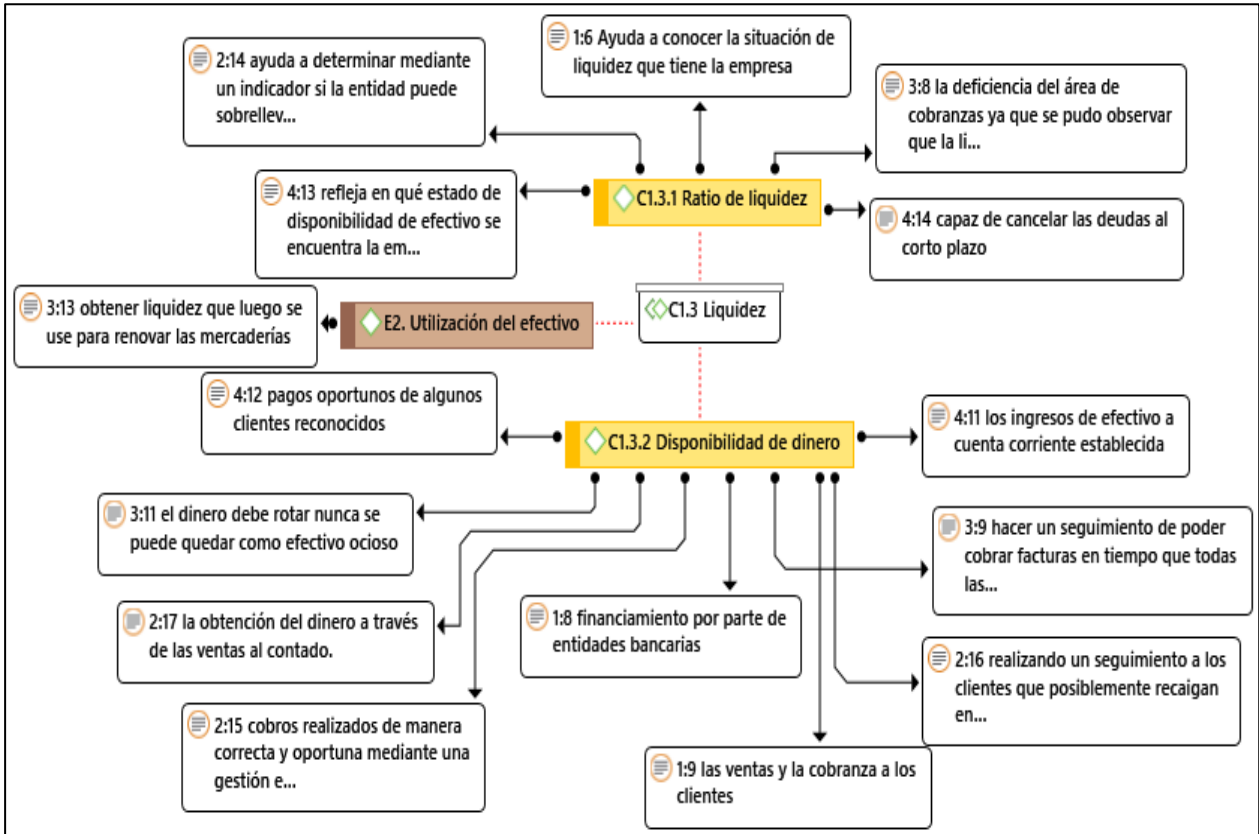 1:6 Ayuda a conocer la situación de
liquidez que tiene la empresa
2:14 ayuda a determinar mediante
un indicador si la entidad puede
sobrellev...
3:8 la deficiencia del área de
cobranzas ya que se pudo observar
que la li...
4:13 refleja en qué estado de
disponibilidad de efectivo se
encuentra la em...
C1.3.1 Ratio de liquidez
4:14 capaz de cancelar las deudas al
corto plazo
3:13 obtener liquidez que luego se
use para renovar las mercaderías
E2. Utilización del efectivo
C1.3 Liquidez
4:12 pagos oportunos de algunos
clientes reconocidos
C1.3.2 Disponibilidad de dinero
4:11 los ingresos de efectivo a
cuenta corriente establecida
3:11 el dinero debe rotar nunca se
puede quedar como efectivo ocioso
3:9 hacer un seguimiento de poder
cobrar facturas en tiempo que todas
las...
2:17 la obtención del dinero a través
de las ventas al contado.
1:8 financiamiento por parte de
entidades bancarias
2:16 realizando un seguimiento a los
clientes que posiblemente recaigan
en...
2:15 cobros realizados de manera
correcta y oportuna mediante una
gestión e...
1:9 las ventas y la cobranza a los
clientes